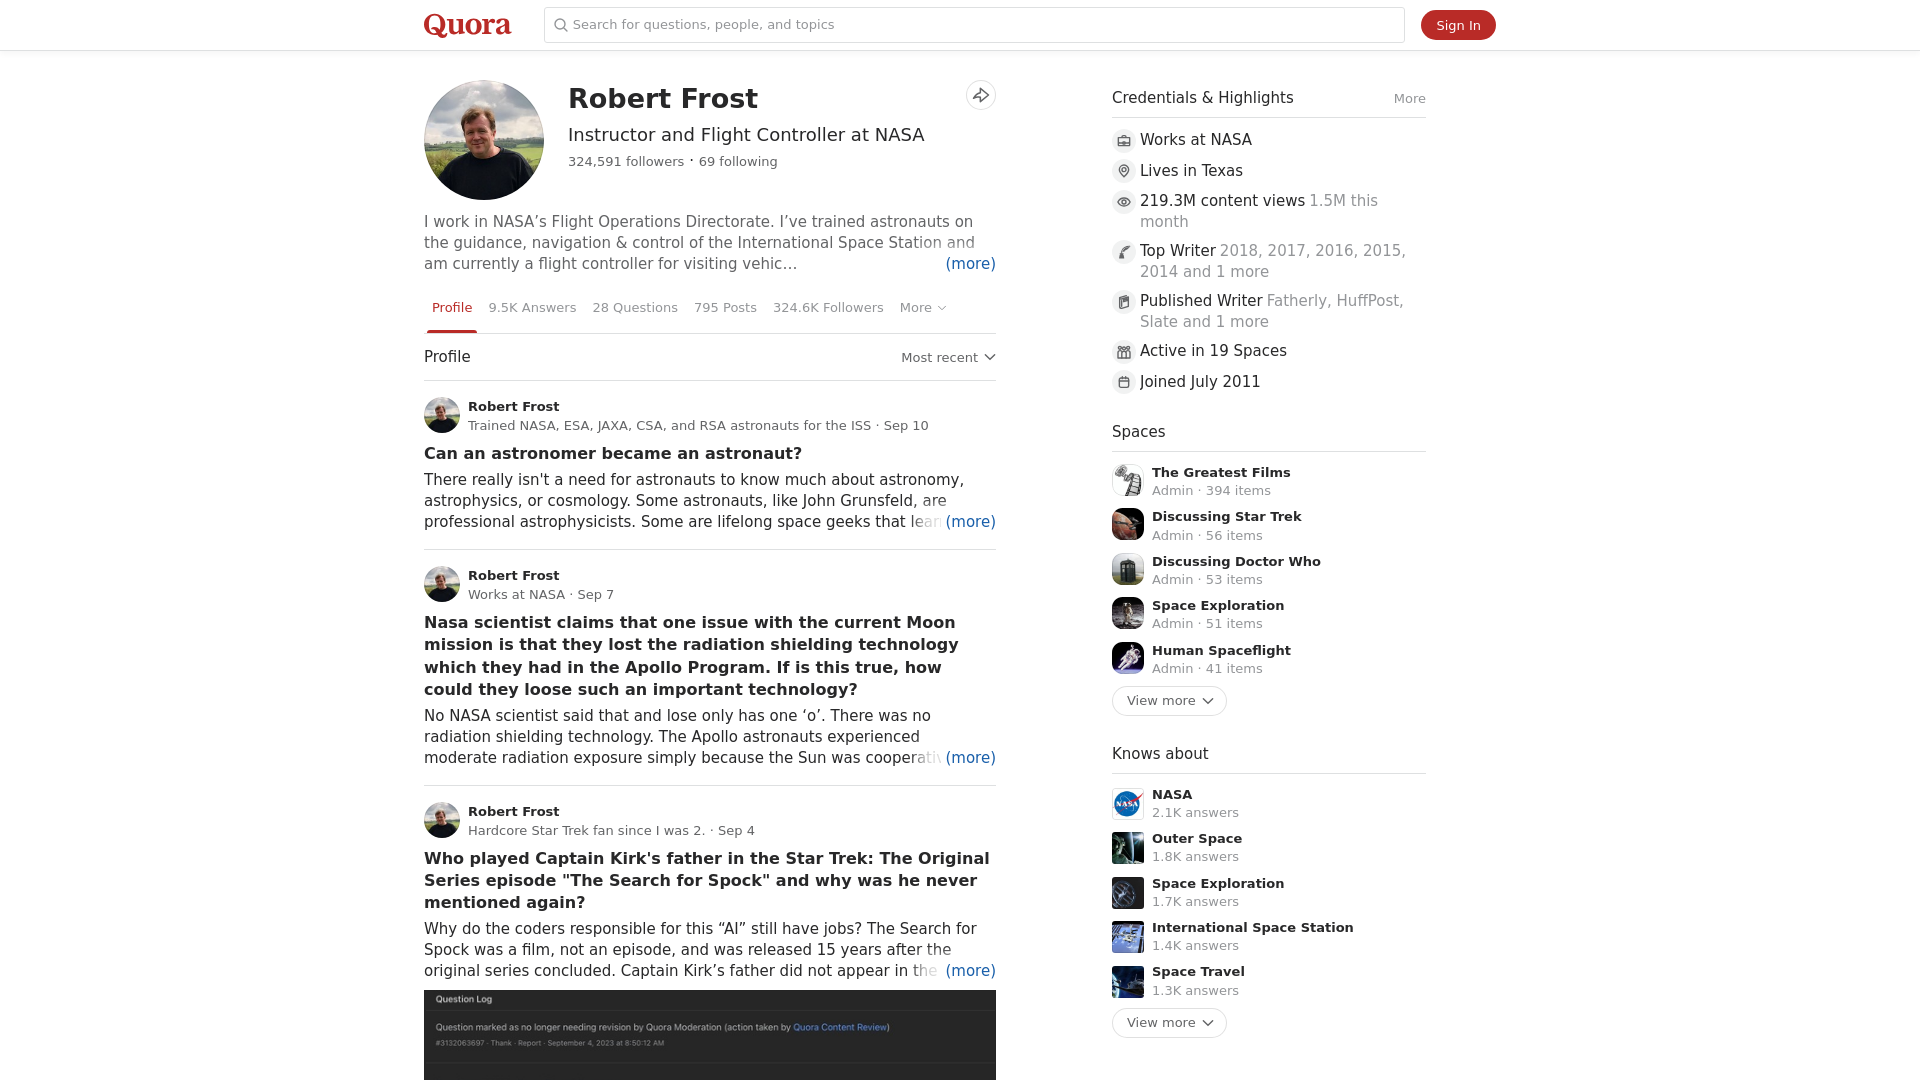 Quora
Search for questions, people, and topics
Sign In
Robert Frost
Instructor and Flight Controller at NASA
324,591 followers · 69 following
I work in NASA’s Flight Operations Directorate. I’ve trained astronauts on
the guidance, navigation & control of the International Space Station and
am currently a flight controller for visiting vehic…
(more)
Profile 9.5K Answers 28 Questions 795 Posts 324.6K Followers More
Profile
Most recent
Robert Frost
Trained NASA, ESA, JAXA, CSA, and RSA astronauts for the ISS · Sep 10
Can an astronomer became an astronaut?
There really isn't a need for astronauts to know much about astronomy,
astrophysics, or cosmology. Some astronauts, like John Grunsfeld, are
professional astrophysicists. Some are lifelong space geeks that lear (more)
Robert Frost
Works at NASA · Sep 7
Nasa scientist claims that one issue with the current Moon
mission is that they lost the radiation shielding technology
which they had in the Apollo Program. If is this true, how
could they loose such an important technology?
No NASA scientist said that and lose only has one ‘o’. There was no
radiation shielding technology. The Apollo astronauts experienced
moderate radiation exposure simply because the Sun was cooperativ (more)
Robert Frost
Hardcore Star Trek fan since I was 2. · Sep 4
Who played Captain Kirk's father in the Star Trek: The Original
Series episode "The Search for Spock" and why was he never
mentioned again?
Why do the coders responsible for this “AI” still have jobs? The Search for
Spock was a film, not an episode, and was released 15 years after the
original series concluded. Captain Kirk’s father did not appear in the (more)
Question Log
Question marked as no longer needing revision by Quora Moderation (action taken by Quora Content Review)
#3132063697 · Thank · Report · September 4, 2023 at 8:50:12 AM
Credentials & Highlights
More
Works at NASA
Lives in Texas
219.3M content views 1.5M this
month
Top Writer 2018, 2017, 2016, 2015,
2014 and 1 more
Published Writer Fatherly, HuffPost,
Slate and 1 more
Active in 19 Spaces
Joined July 2011
Spaces
The Greatest Films
Admin · 394 items
Discussing Star Trek
Admin · 56 items
Discussing Doctor Who
Admin · 53 items
Space Exploration
Admin · 51 items
Human Spaceflight
Admin · 41 items
View more
Knows about
NASA
NASA
2.1K answers
Outer Space
1.8K answers
Space Exploration
1.7K answers
International Space Station
1.4K answers
Space Travel
1.3K answers
View more